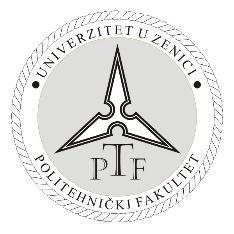 UNIVERZITET U ZENICI
PTF
POLITEHNIČKI FAKULTET